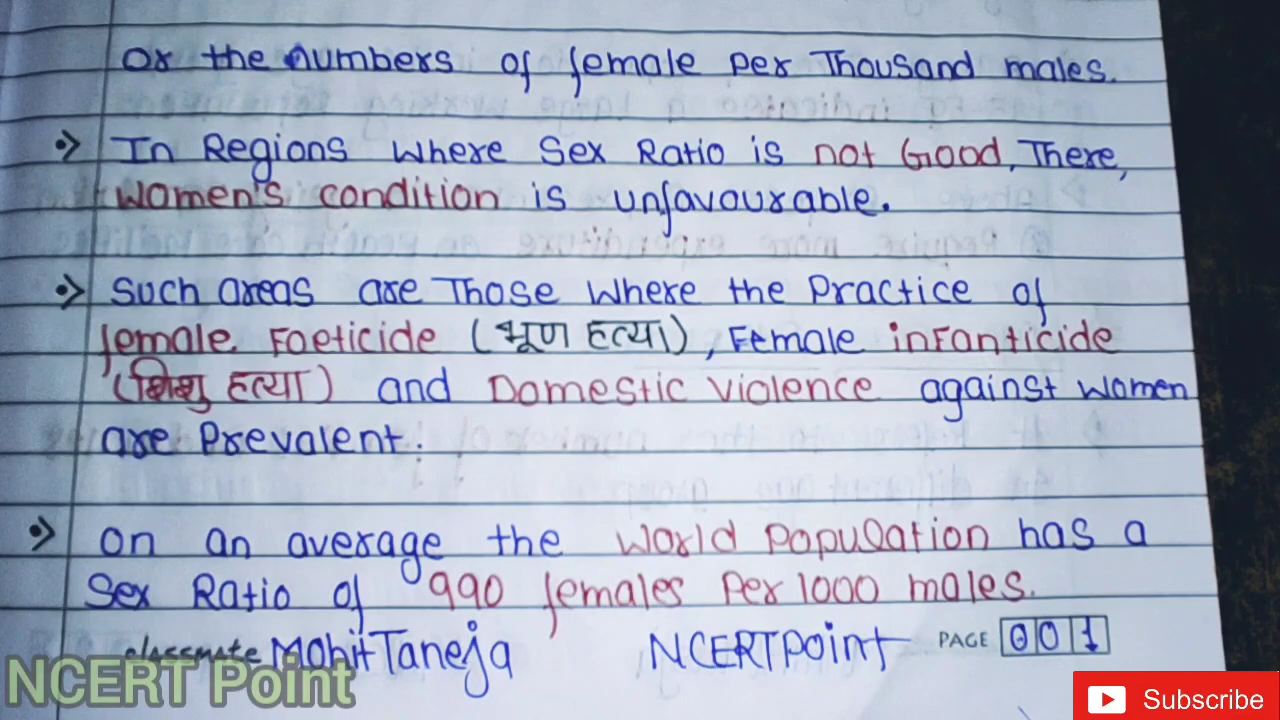 or the numbers of female per Thousand males.
In Regions where Sex Ratio is not Good, There,
women's condition is unfavourable.
Such areas are Those where the Practice of
female Foeticide (भ्रूण हत्या), Female infanticide
(शिशु हत्या) and Domestic violence against women
are Prevalent.
on an average the World Population has a
Sex Ratio of 990 females Per 1000 males.
classmate Mohit Taneja NCERT Point PAGE 001
NCERT Point
Subscribe